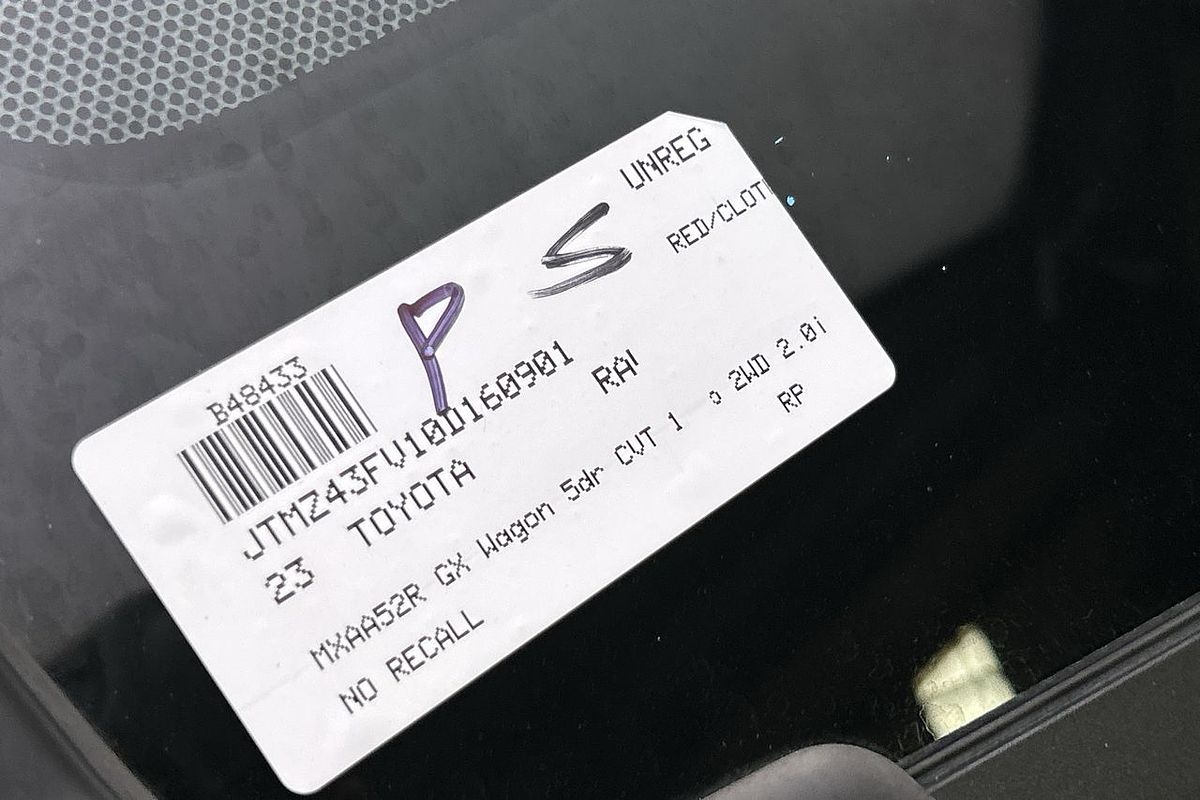 UNREG
RED/CLOT
P S
B48433
JTMZ43FV10D160901
23 TOYOTA RA
MXAA52R GX Wagon 5dr CVT 1 o 2WD 2.0i
NO RECALL RP